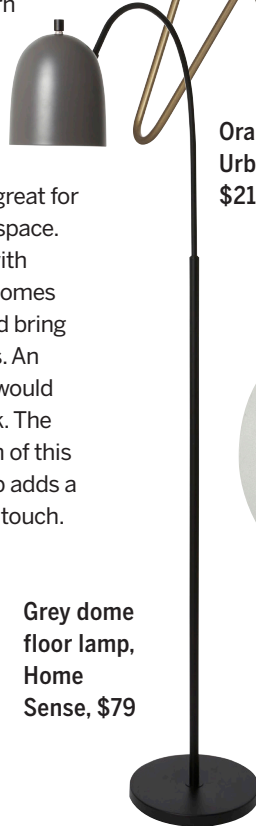 rn
great for
space.
ith
omes
d bring
s. An
would
k. The
n of this
p adds a
touch.
Ora
Urb
$21
Grey dome
floor lamp,
Home
Sense, $79